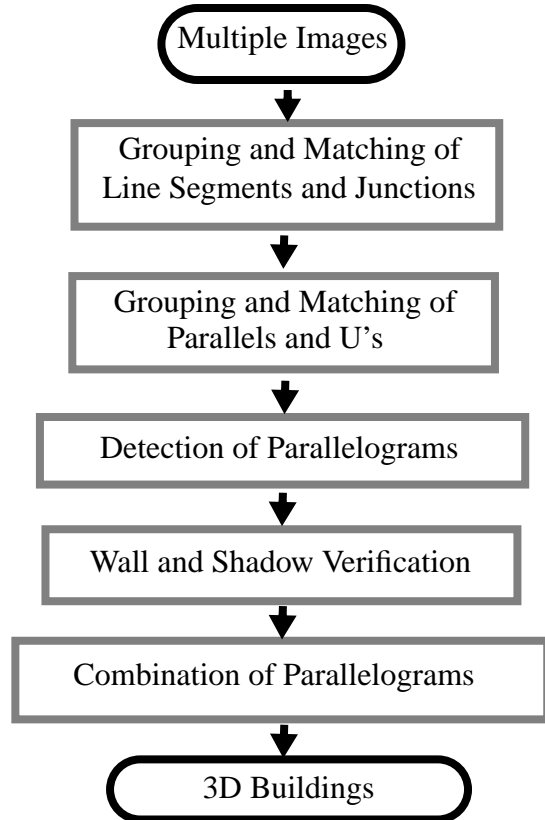 Multiple Images
Grouping and Matching of
Line Segments and Junctions
Grouping and Matching of
Parallels and U's
Detection of Parallelograms
Wall and Shadow Verification
Combination of Parallelograms
3D Buildings